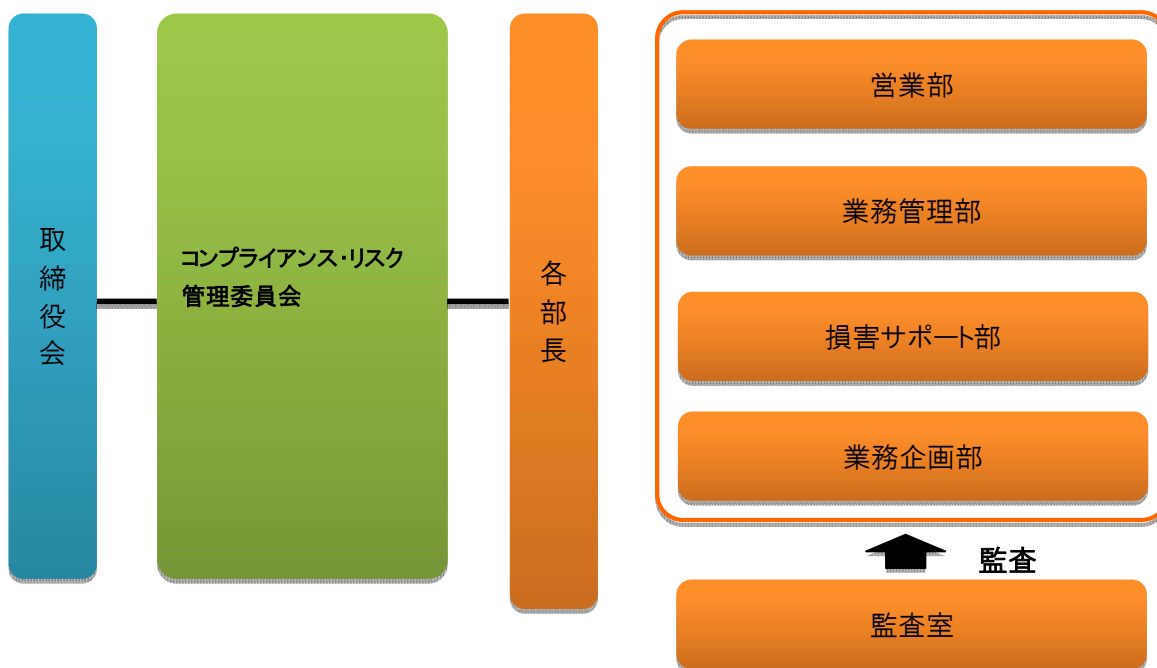 取締役会
コンプライアンス・リスク
管理委員会
各部長
営業部
業務管理部
損害サポート部
業務企画部
監査
監査室